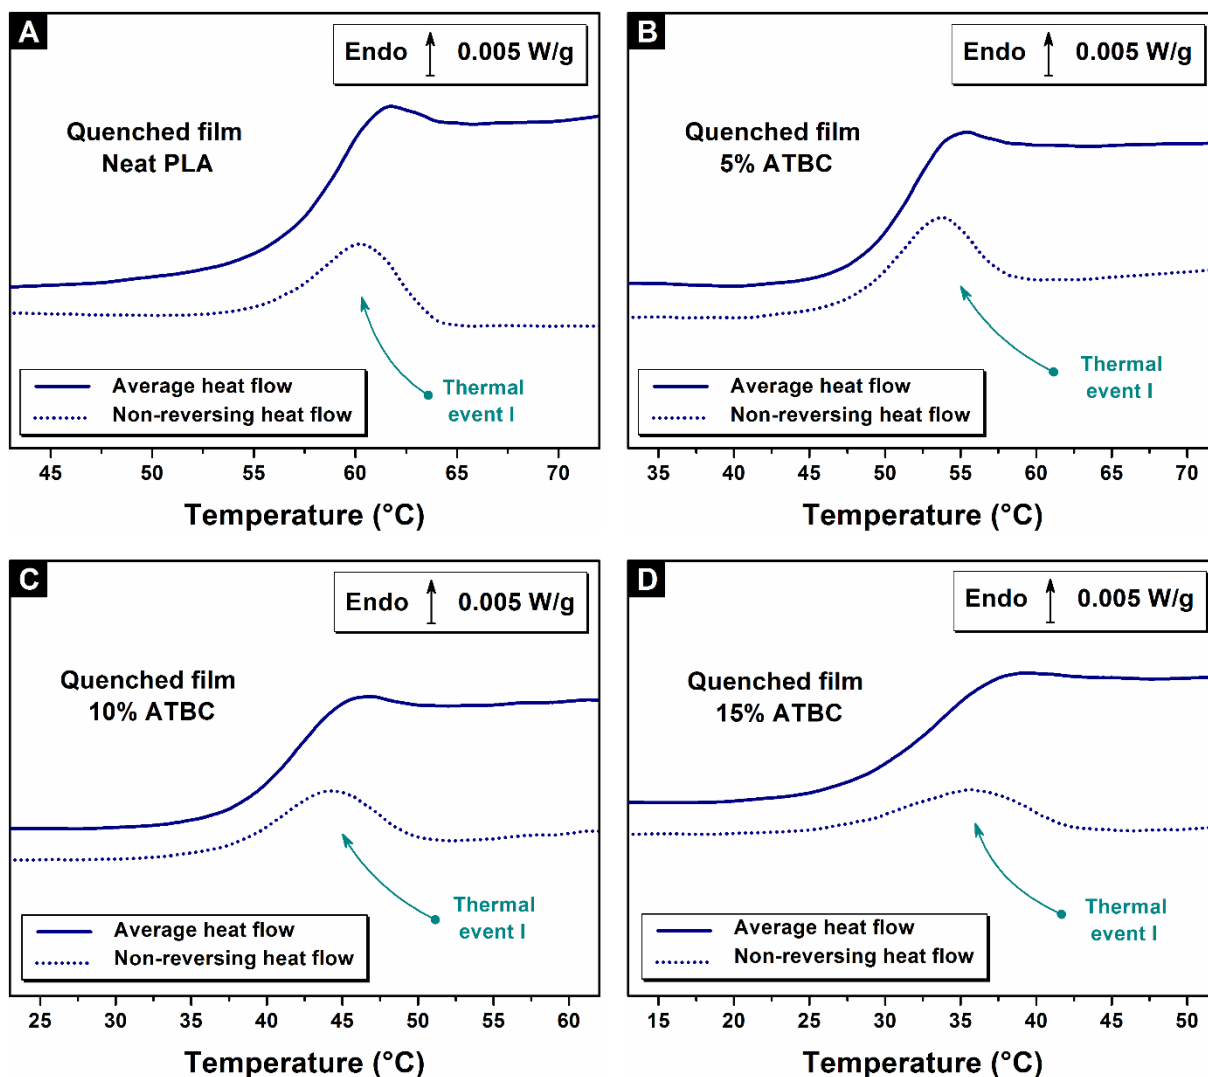 A
Endo 0.005 W/g
Quenched film
Neat PLA
Average heat flow
Non-reversing heat flow
Thermal
event I
45 50 55 60 65 70
Temperature (°C)
B
Endo 0.005 W/g
Quenched film
5% ATBC
Average heat flow
Non-reversing heat flow
Thermal
event I
35 40 45 50 55 60 65 70
Temperature (°C)
C
Endo 0.005 W/g
Quenched film
10% ATBC
Average heat flow
Non-reversing heat flow
Thermal
event I
25 30 35 40 45 50 55 60
Temperature (°C)
D
Endo 0.005 W/g
Quenched film
15% ATBC
Average heat flow
Non-reversing heat flow
Thermal
event I
15 20 25 30 35 40 45 50
Temperature (°C)